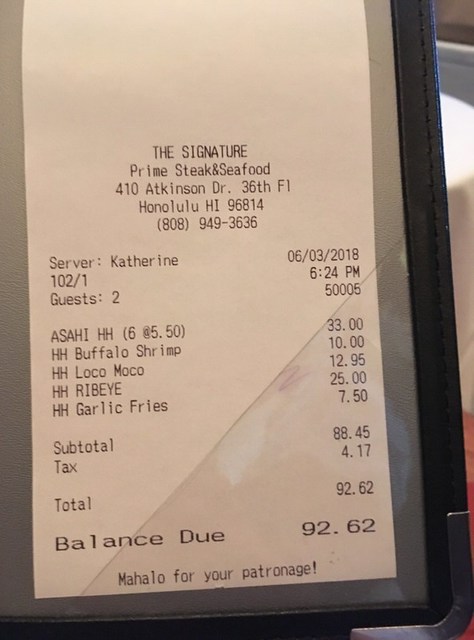 THE SIGNATURE
Prime Steak&Seafood
410 Atkinson Dr. 36th Fl
Honolulu HI 96814
(808) 949-3636
Server: Katherine 06/03/2018
102/1 6:24 PM
Guests: 2 50005
ASAHI HH (6 @5.50) 33.00
HH Buffalo Shrimp 10.00
HH Loco Moco 12.95
HH RIBEYE 25.00
HH Garlic Fries 7.50
Subtotal 88.45
Tax 4.17
Total 92.62
Balance Due 92.62
Mahalo for your patronage!